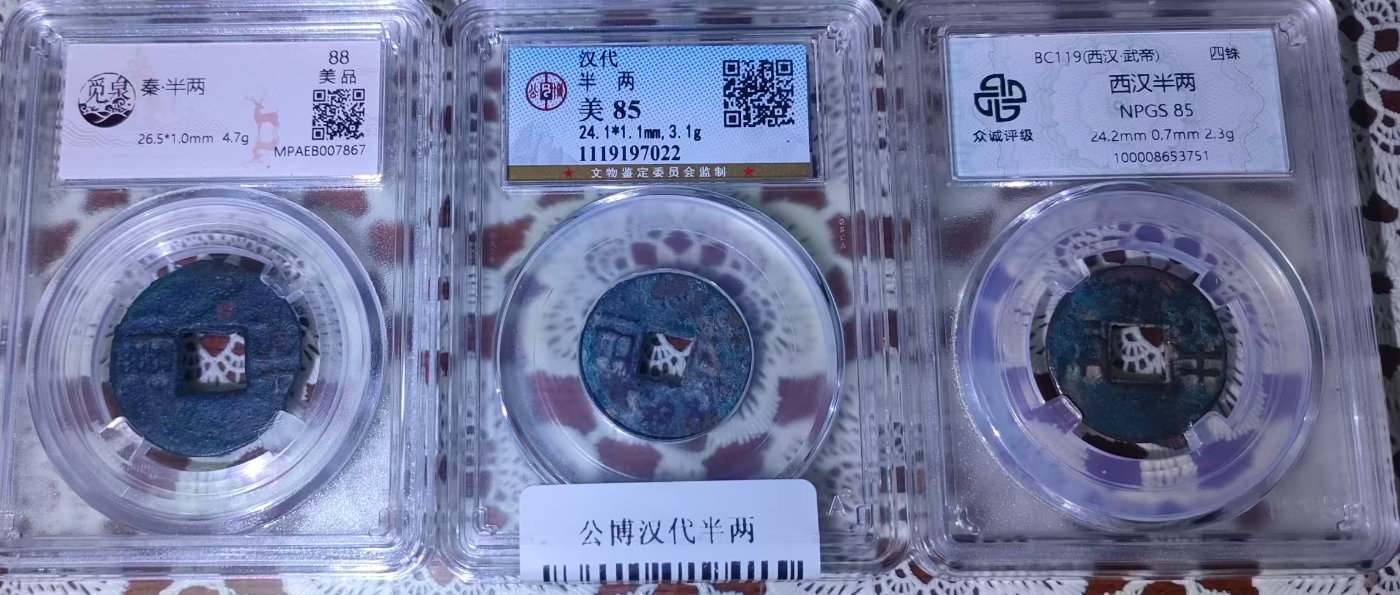 觅泉
秦·半两
88
美品
26.5*1.0mm 4.7g
MPAEB007867
汉代
半 两
美 85
24.1*1.1mm,3.1g
1119197022
★ 文物鉴定委员会监制 ★
公博汉代半两
BC119(西汉·武帝) 四铢
西汉半两
NPGS 85
众诚评级
24.2mm 0.7mm 2.3g
100008653751